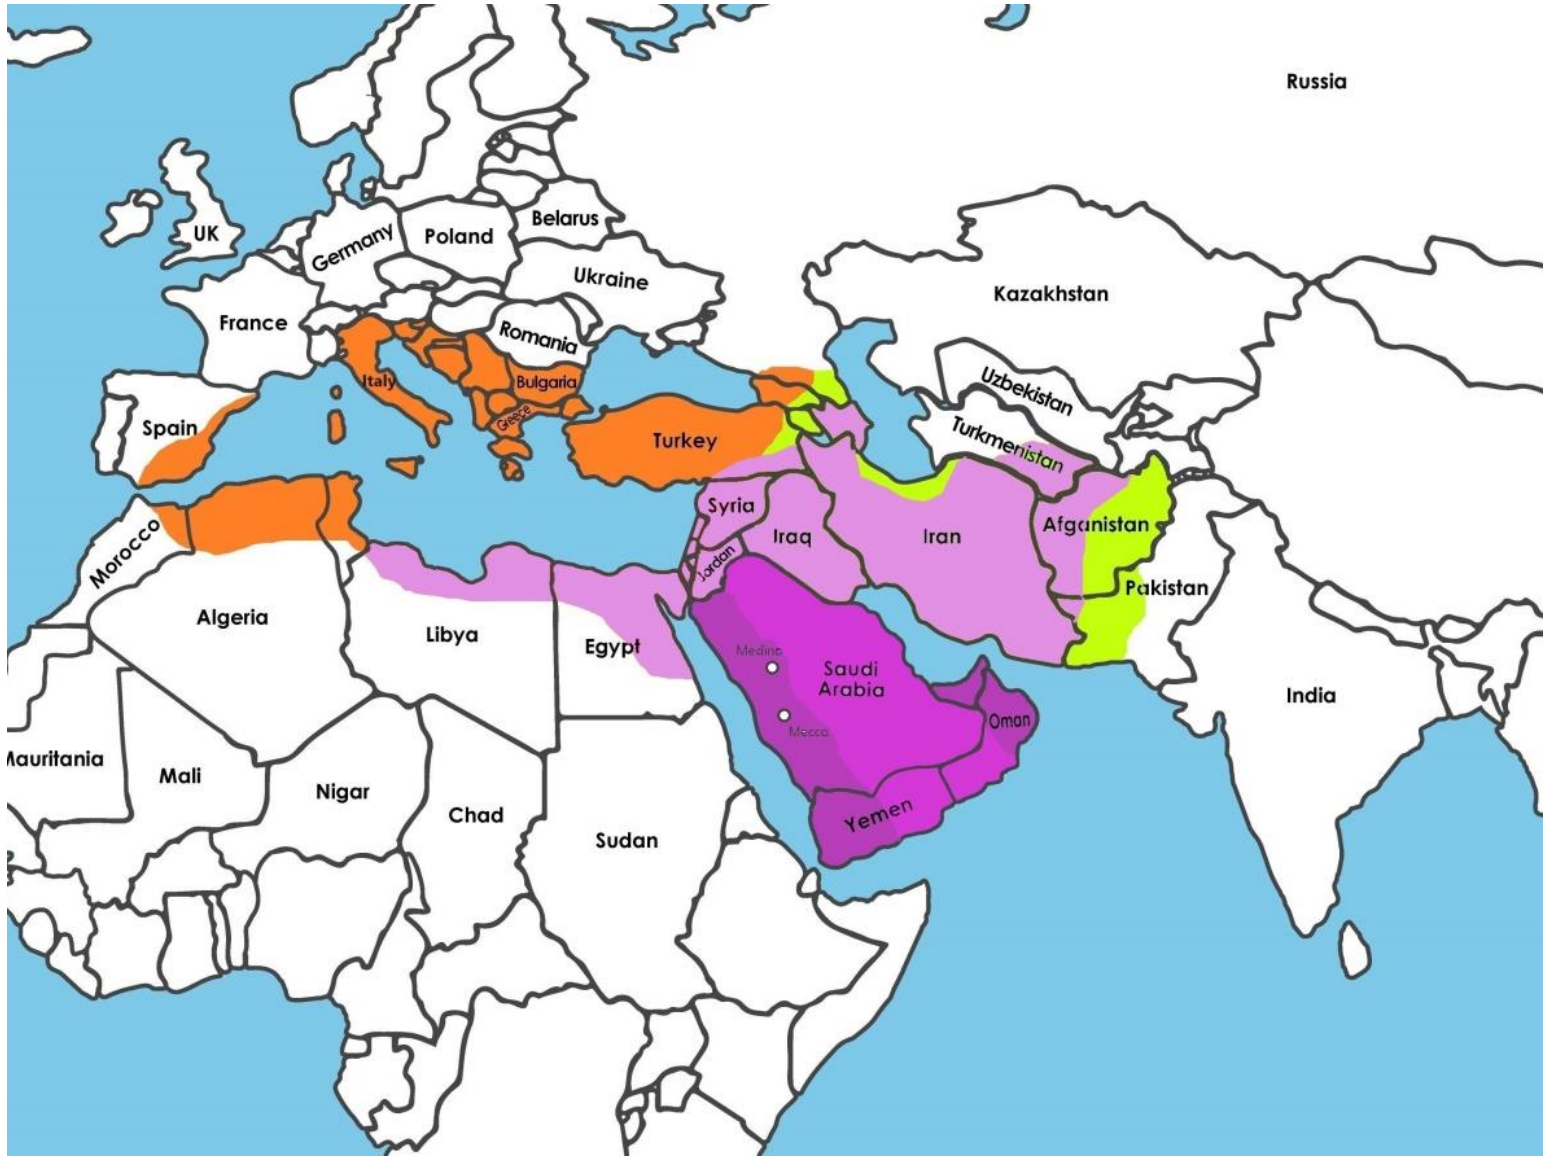 Russia
UK
Belarus
Poland
Germany
Ukraine
Kazakhstan
France
Romania
Uzbekistan
Italy
Bulgaria
Greece
Spain
Turkey
Turkmenistan
Syria
Afganistan
Morocco
Iraq
Iran
Jordan
Pakistan
Algeria
Libya
Egypt
Medina
Saudi
Arabia
India
Oman
Mecca
Mauritania
Mali
Nigar
Chad
Yemen
Sudan